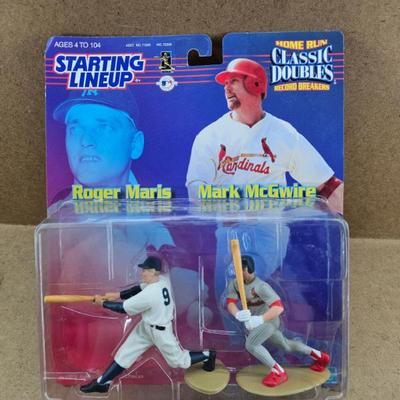 AGES 4 TO 104
STARTING
LINEUP
HOME RUN
CLASSIC
DOUBLES
RECORD BREAKERS
Cardinals
Roger Maris
Mark McGwire
9